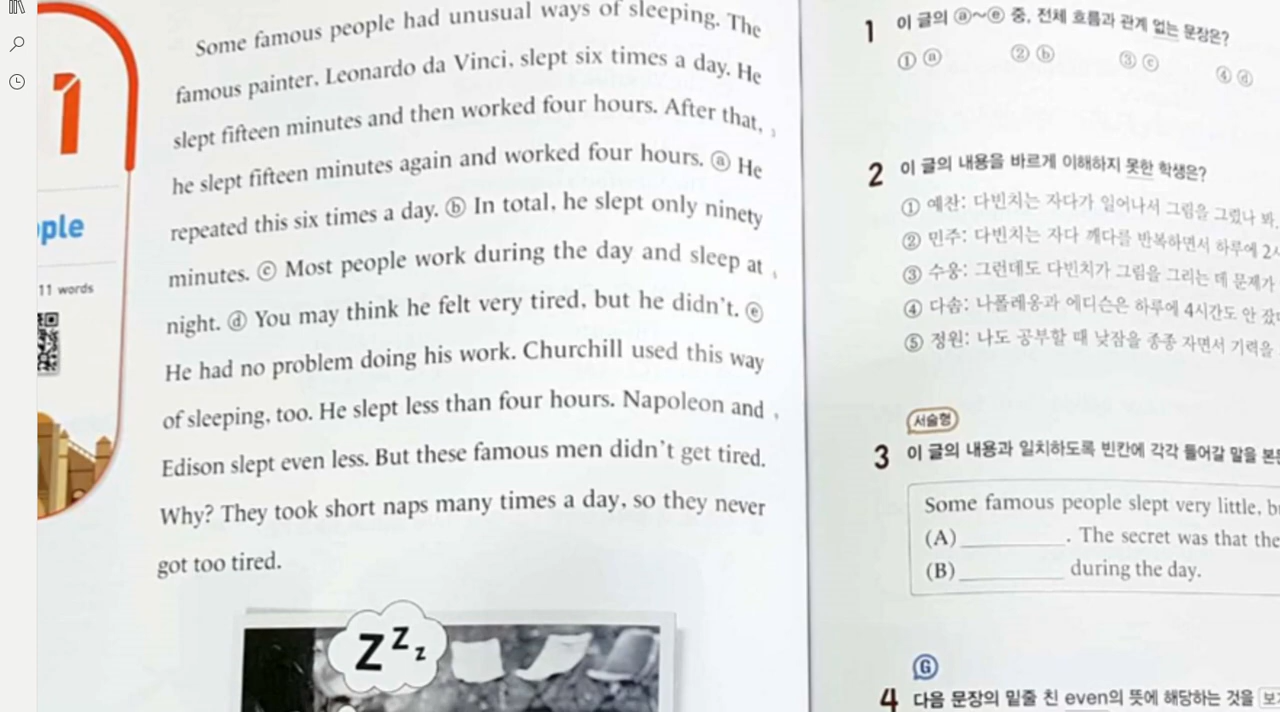 1
ple
11 words
Some famous people had unusual ways of sleeping. The
famous painter, Leonardo da Vinci, slept six times a day. He
slept fifteen minutes and then worked four hours. After that,
he slept fifteen minutes again and worked four hours. ⓐ He
repeated this six times a day. ⓑ In total, he slept only ninety
minutes. ⓒ Most people work during the day and sleep at
night. ⓓ You may think he felt very tired, but he didn't. ⓔ
He had no problem doing his work. Churchill used this way
of sleeping, too. He slept less than four hours. Napoleon and
Edison slept even less. But these famous men didn't get tired.
Why? They took short naps many times a day, so they never
got too tired.
Z z z
1 이 글의 ⓐ~ⓔ 중, 전체 흐름과 관계 없는 문장은?
① ⓐ ② ⓑ ③ ⓒ ④ ⓓ
2 이 글의 내용을 바르게 이해하지 못한 학생은?
① 예찬: 다빈치는 자다가 일어나서 그림을 그렸나 봐.
② 민주: 다빈치는 자다 깨다를 반복하면서 하루에 2
③ 수웅: 그런데도 다빈치가 그림을 그리는 데 문제가
④ 다솜: 나폴레옹과 에디슨은 하루에 4시간도 안 잤
⑤ 정원: 나도 공부할 때 낮잠을 종종 자면서 기력을
서술형
3 이 글의 내용과 일치하도록 빈칸에 각각 들어갈 말을 본
Some famous people slept very little, b
(A) ________ . The secret was that the
(B) ________ during the day.
G
4 다음 문장의 밑줄 친 even의 뜻에 해당하는 것을 보